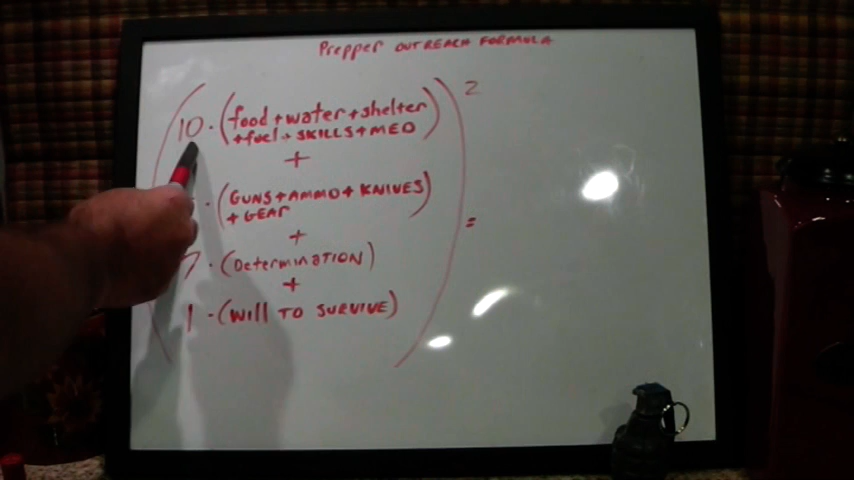 Prepper OUTREACH FORMULA
2
10 · (food + water + shelter
+ fuel + SKILLS + MED)
+
· (GUNS + AMMO + KNIVES
+ GEAR)
+
7 · (Determination)
+
1 · (Will TO SURVIVE)
=